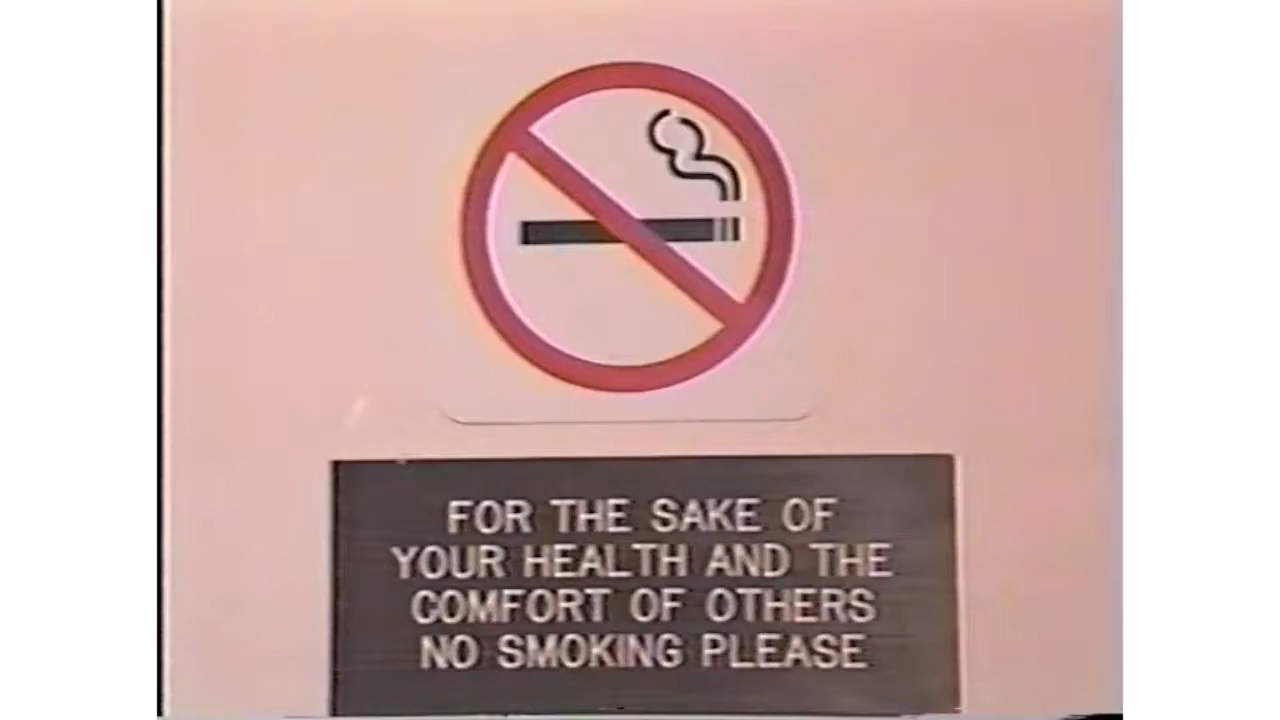 FOR THE SAKE OF
YOUR HEALTH AND THE
COMFORT OF OTHERS
NO SMOKING PLEASE